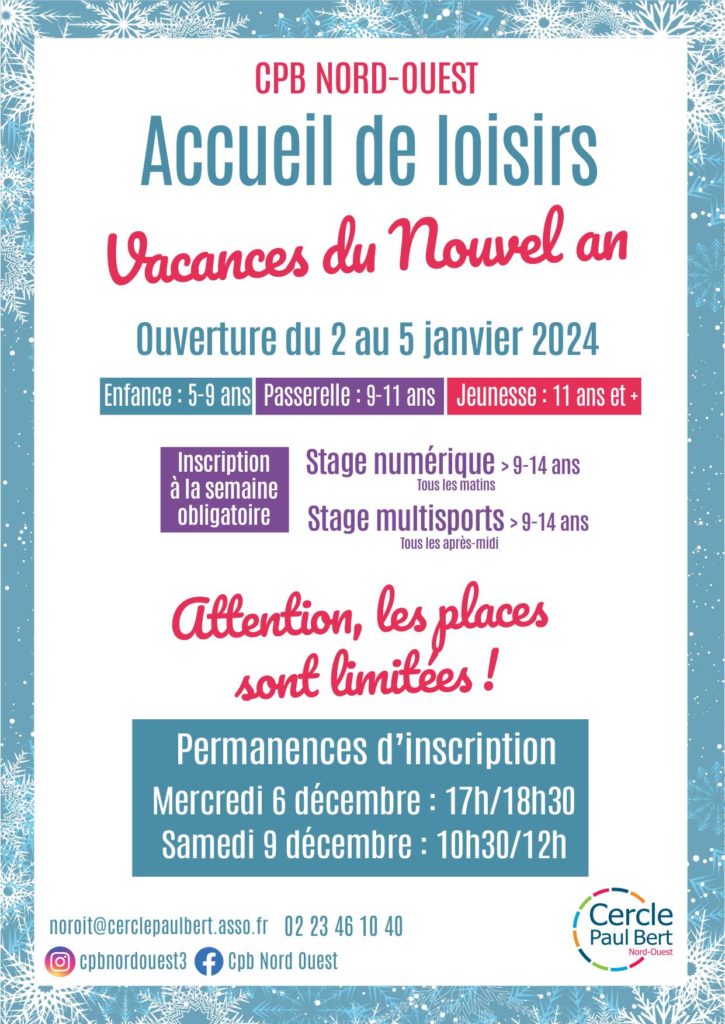 CPB NORD-OUEST
Accueil de loisirs
Vacances du Nouvel an
Ouverture du 2 au 5 janvier 2024
Enfance : 5-9 ans Passerelle : 9-11 ans Jeunesse : 11 ans et +
Inscription
à la semaine
obligatoire
Stage numérique > 9-14 ans
Tous les matins
Stage multisports > 9-14 ans
Tous les après-midi
Attention, les places
sont limitées !
Permanences d’inscription
Mercredi 6 décembre : 17h/18h30
Samedi 9 décembre : 10h30/12h
noroit@cerclepaulbert.asso.fr 02 23 46 10 40
cpbnordouest3 Cpb Nord Ouest
Cercle
Paul Bert
Nord-Ouest